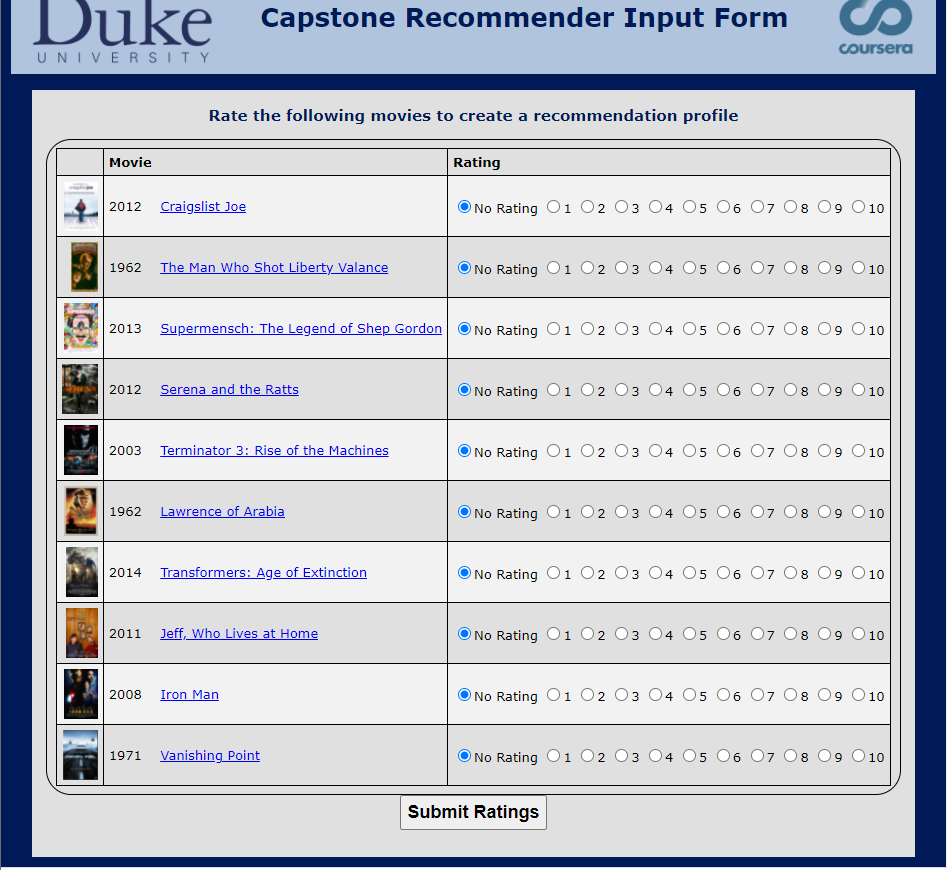 Duke
UNIVERSITY
Capstone Recommender Input Form
coursera
Rate the following movies to create a recommendation profile
Movie Rating
2012 Craigslist Joe No Rating 1 2 3 4 5 6 7 8 9 10
1962 The Man Who Shot Liberty Valance No Rating 1 2 3 4 5 6 7 8 9 10
2013 Supermensch: The Legend of Shep Gordon No Rating 1 2 3 4 5 6 7 8 9 10
2012 Serena and the Ratts No Rating 1 2 3 4 5 6 7 8 9 10
2003 Terminator 3: Rise of the Machines No Rating 1 2 3 4 5 6 7 8 9 10
1962 Lawrence of Arabia No Rating 1 2 3 4 5 6 7 8 9 10
2014 Transformers: Age of Extinction No Rating 1 2 3 4 5 6 7 8 9 10
2011 Jeff, Who Lives at Home No Rating 1 2 3 4 5 6 7 8 9 10
2008 Iron Man No Rating 1 2 3 4 5 6 7 8 9 10
1971 Vanishing Point No Rating 1 2 3 4 5 6 7 8 9 10
Submit Ratings